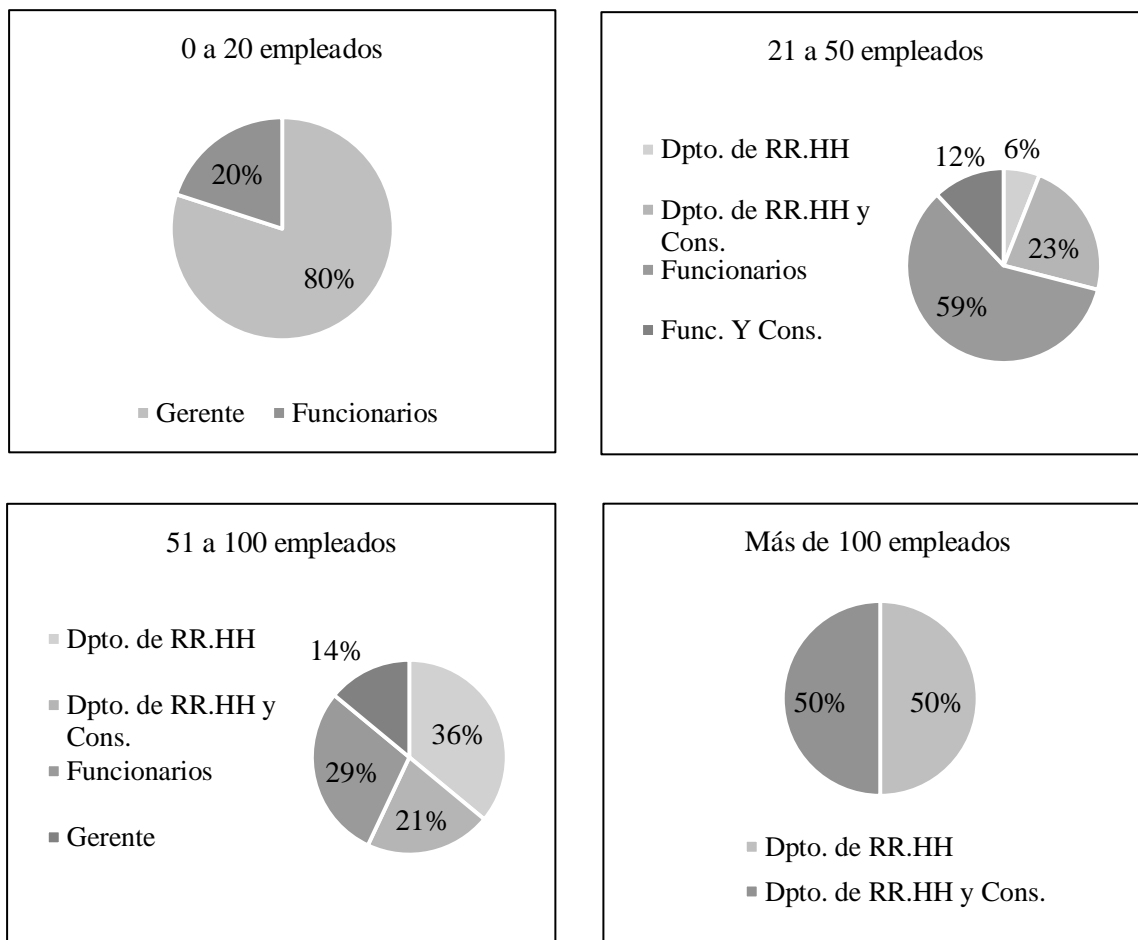 0 a 20 empleados
20%
80%
Gerente
Funcionarios
21 a 50 empleados
Dpto. de RR.HH
Dpto. de RR.HH y
Cons.
Funcionarios
Func. Y Cons.
12%
6%
23%
59%
51 a 100 empleados
Dpto. de RR.HH
Dpto. de RR.HH y
Cons.
Funcionarios
Gerente
14%
36%
29%
21%
Más de 100 empleados
50%
50%
Dpto. de RR.HH
Dpto. de RR.HH y Cons.